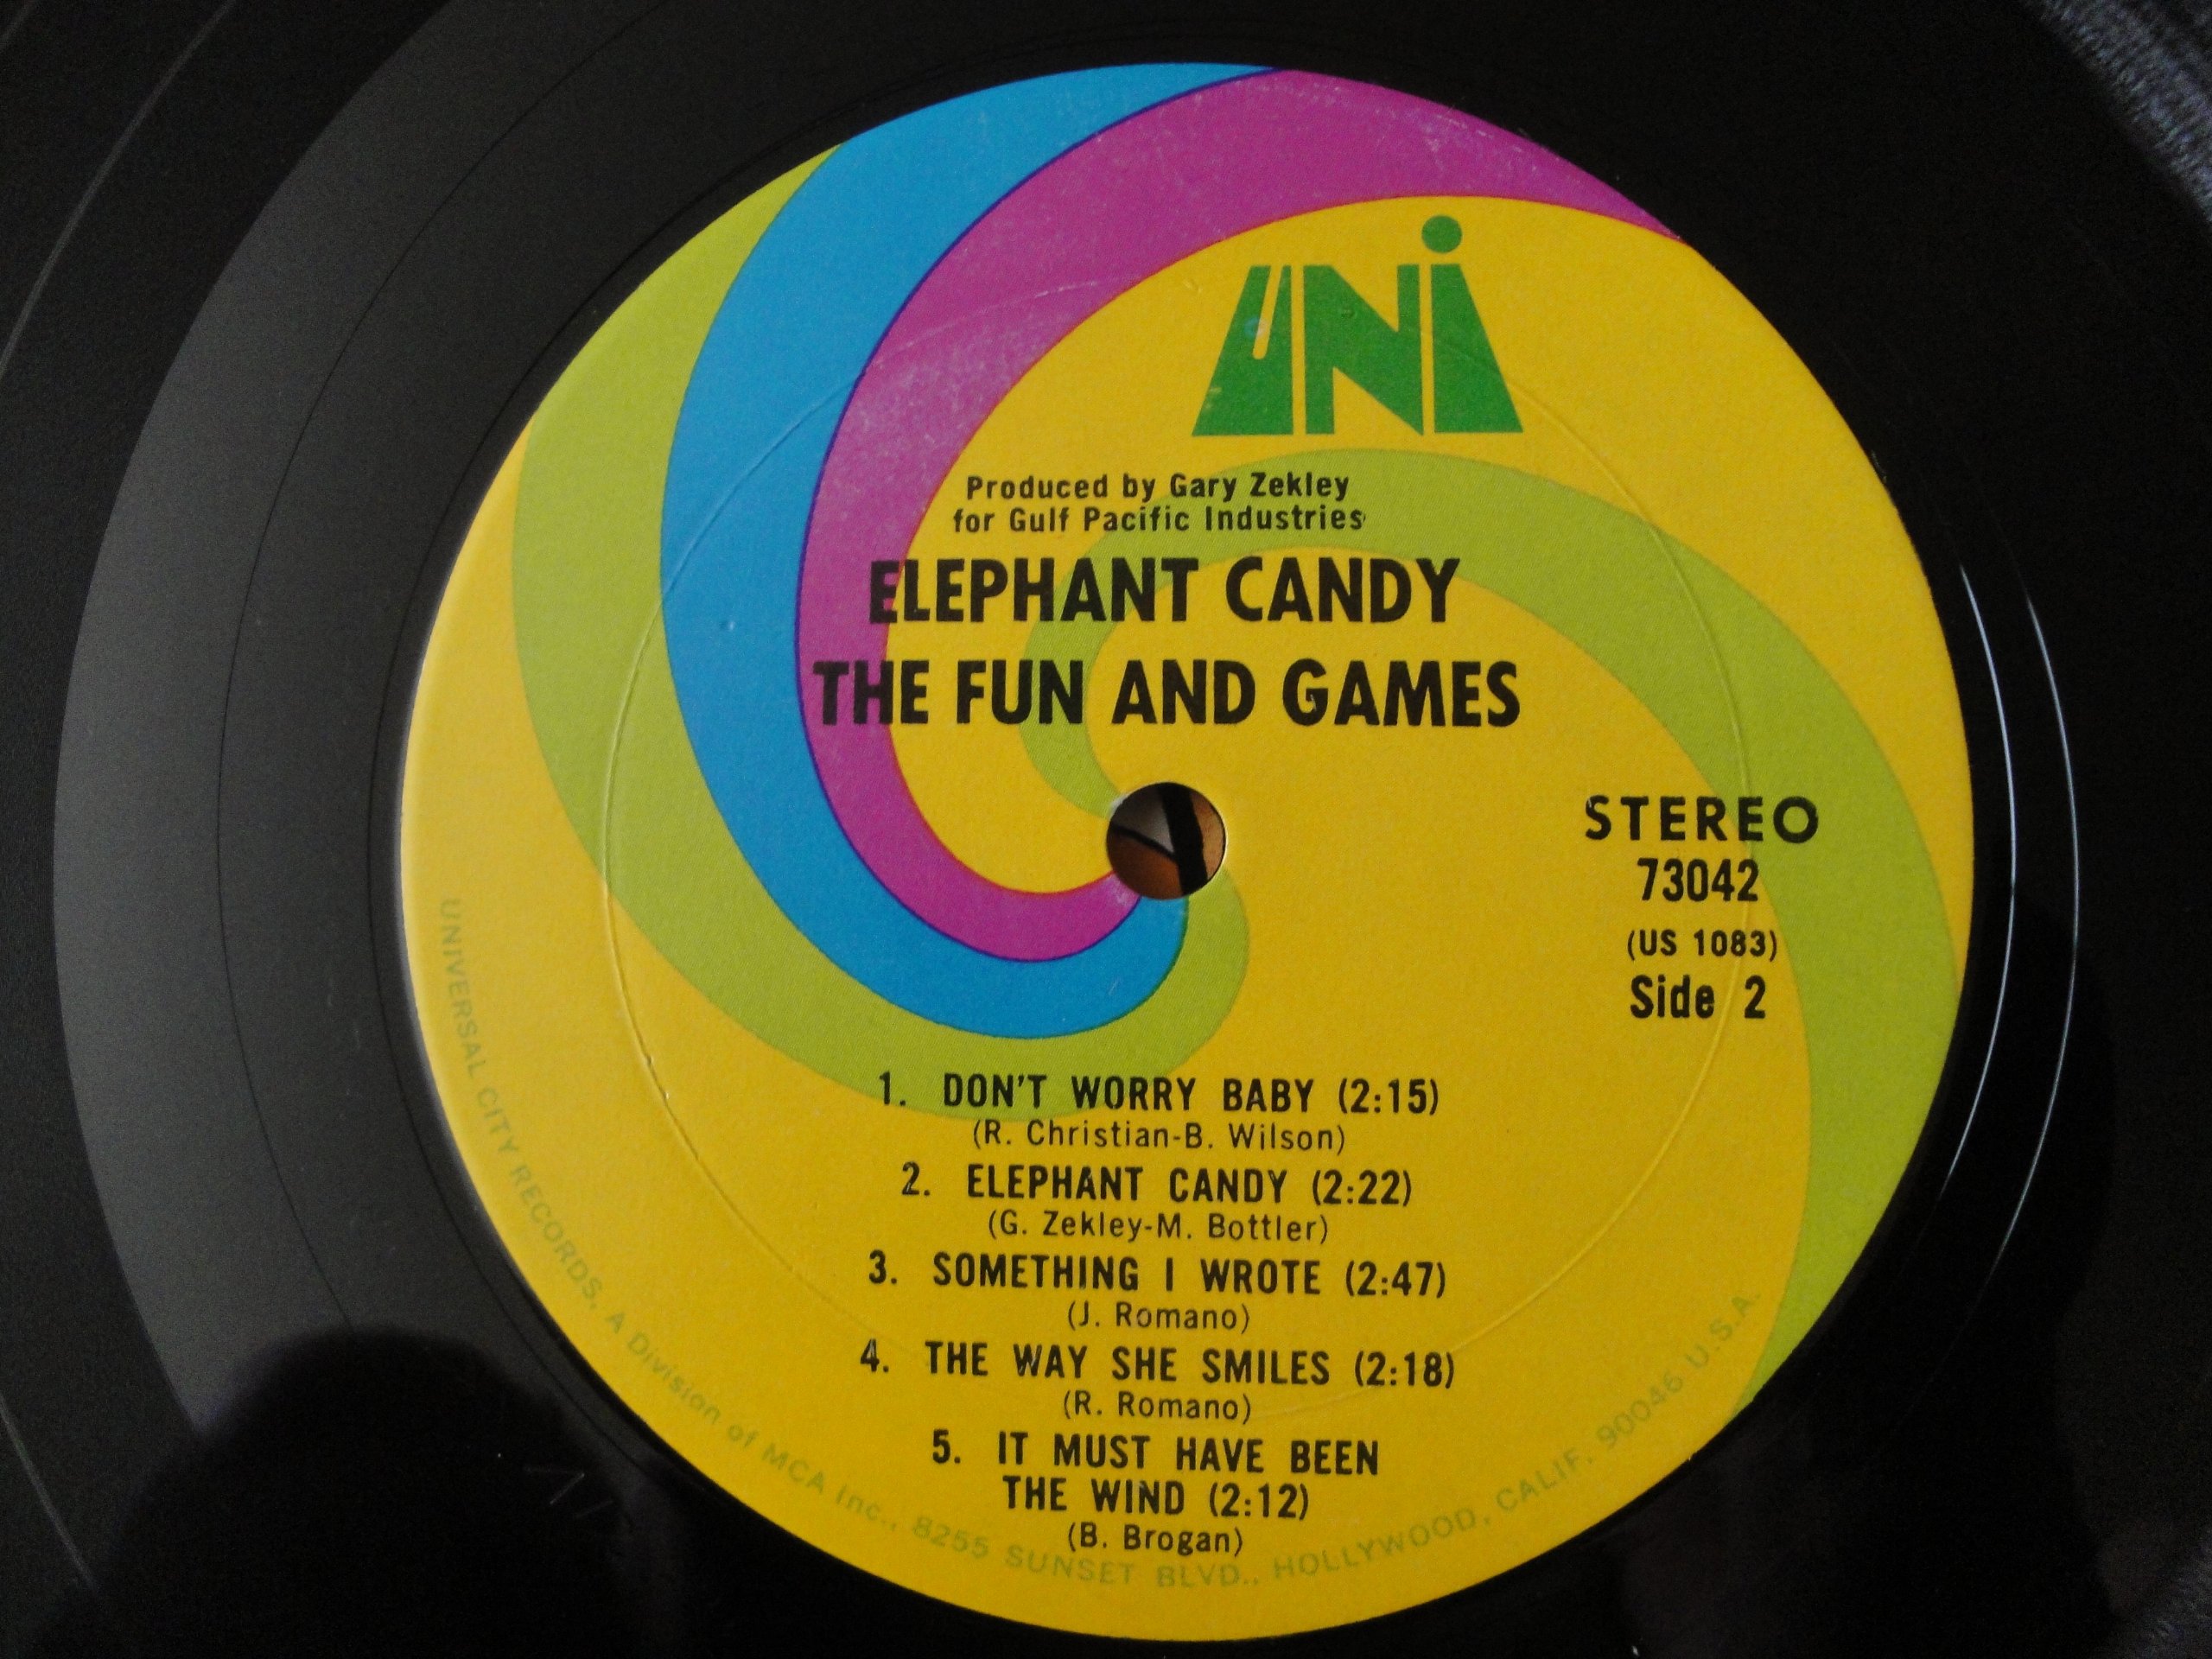 UNI
Produced by Gary Zekley
for Gulf Pacific Industries
ELEPHANT CANDY
THE FUN AND GAMES
STEREO
73042
(US 1083)
Side 2
1. DON'T WORRY BABY (2:15)
(R. Christian-B. Wilson)
2. ELEPHANT CANDY (2:22)
(G. Zekley-M. Bottler)
3. SOMETHING I WROTE (2:47)
(J. Romano)
4. THE WAY SHE SMILES (2:18)
(R. Romano)
5. IT MUST HAVE BEEN
THE WIND (2:12)
(B. Brogan)
UNIVERSAL CITY RECORDS, A Division of MCA Inc., 8255 SUNSET BLVD., HOLLYWOOD, CALIF. 90046 U.S.A.